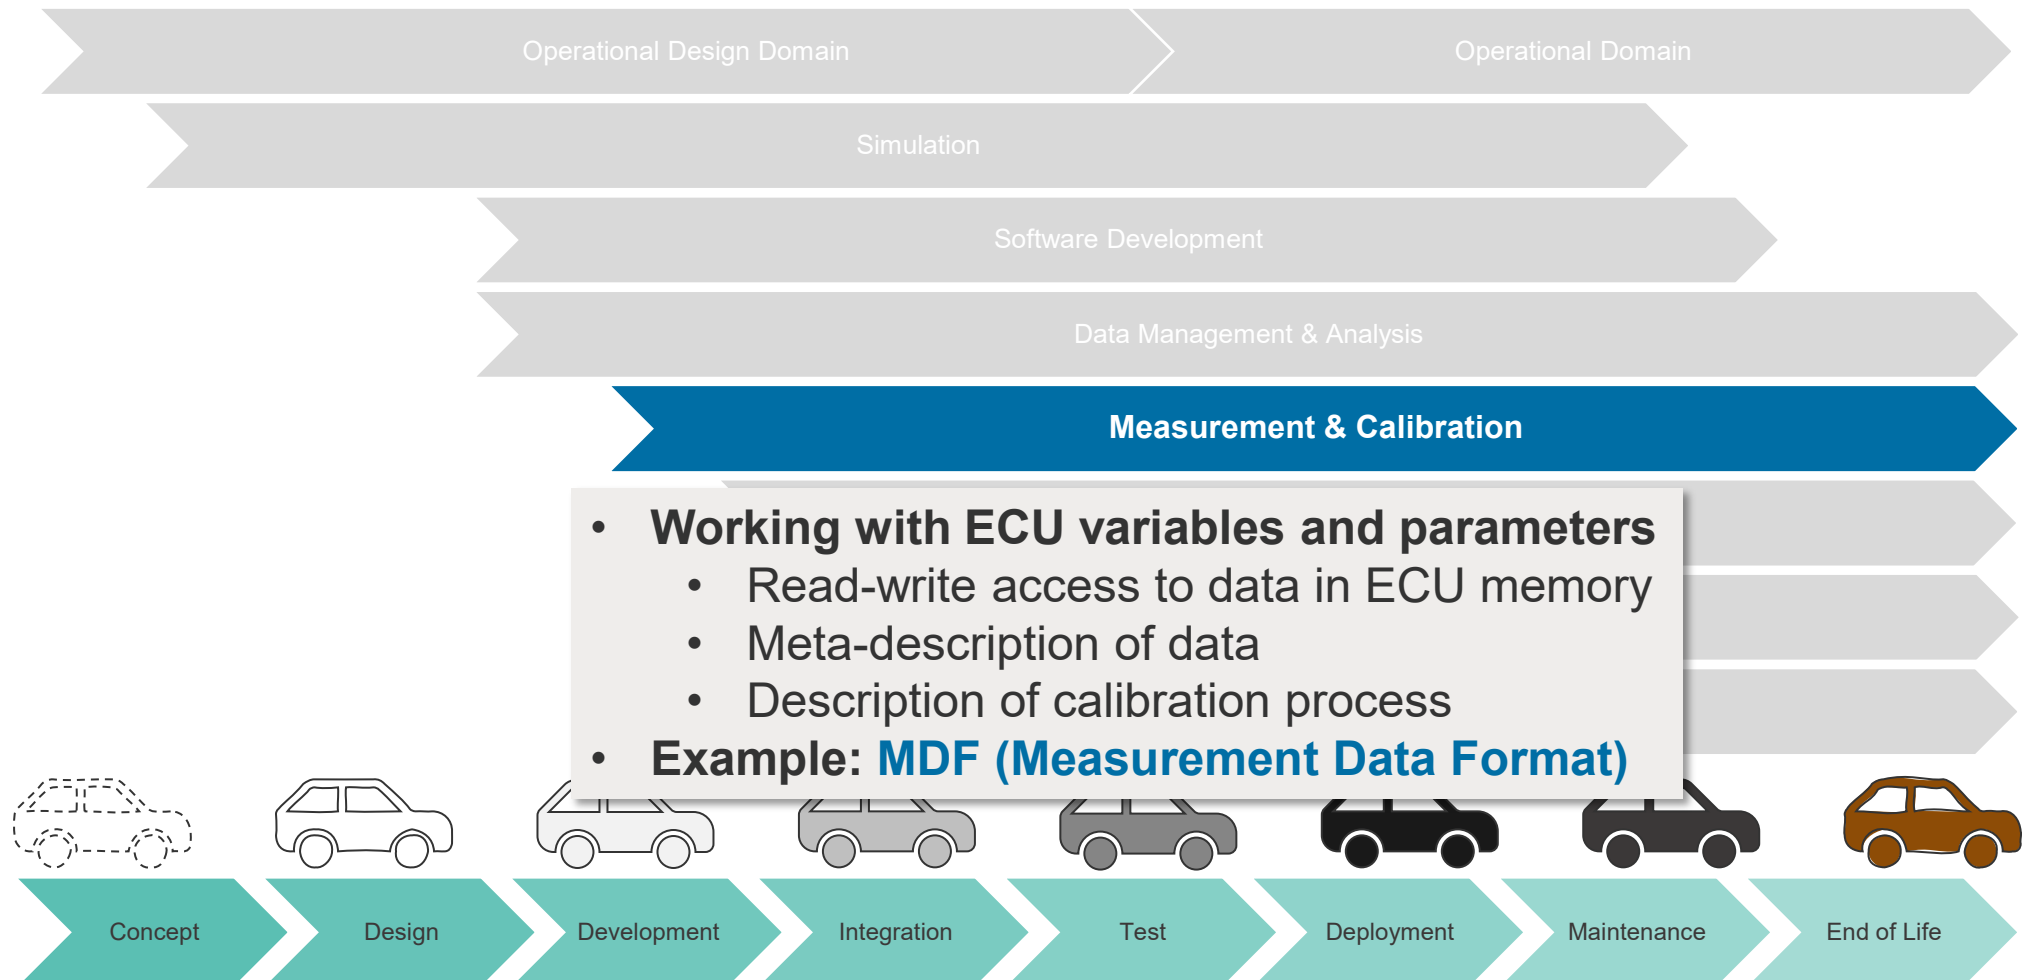 Operational Design Domain
Operational Domain
Simulation
Software Development
Data Management & Analysis
Measurement & Calibration
• Working with ECU variables and parameters
• Read-write access to data in ECU memory
• Meta-description of data
• Description of calibration process
• Example: MDF (Measurement Data Format)
Concept
Design
Development
Integration
Test
Deployment
Maintenance
End of Life